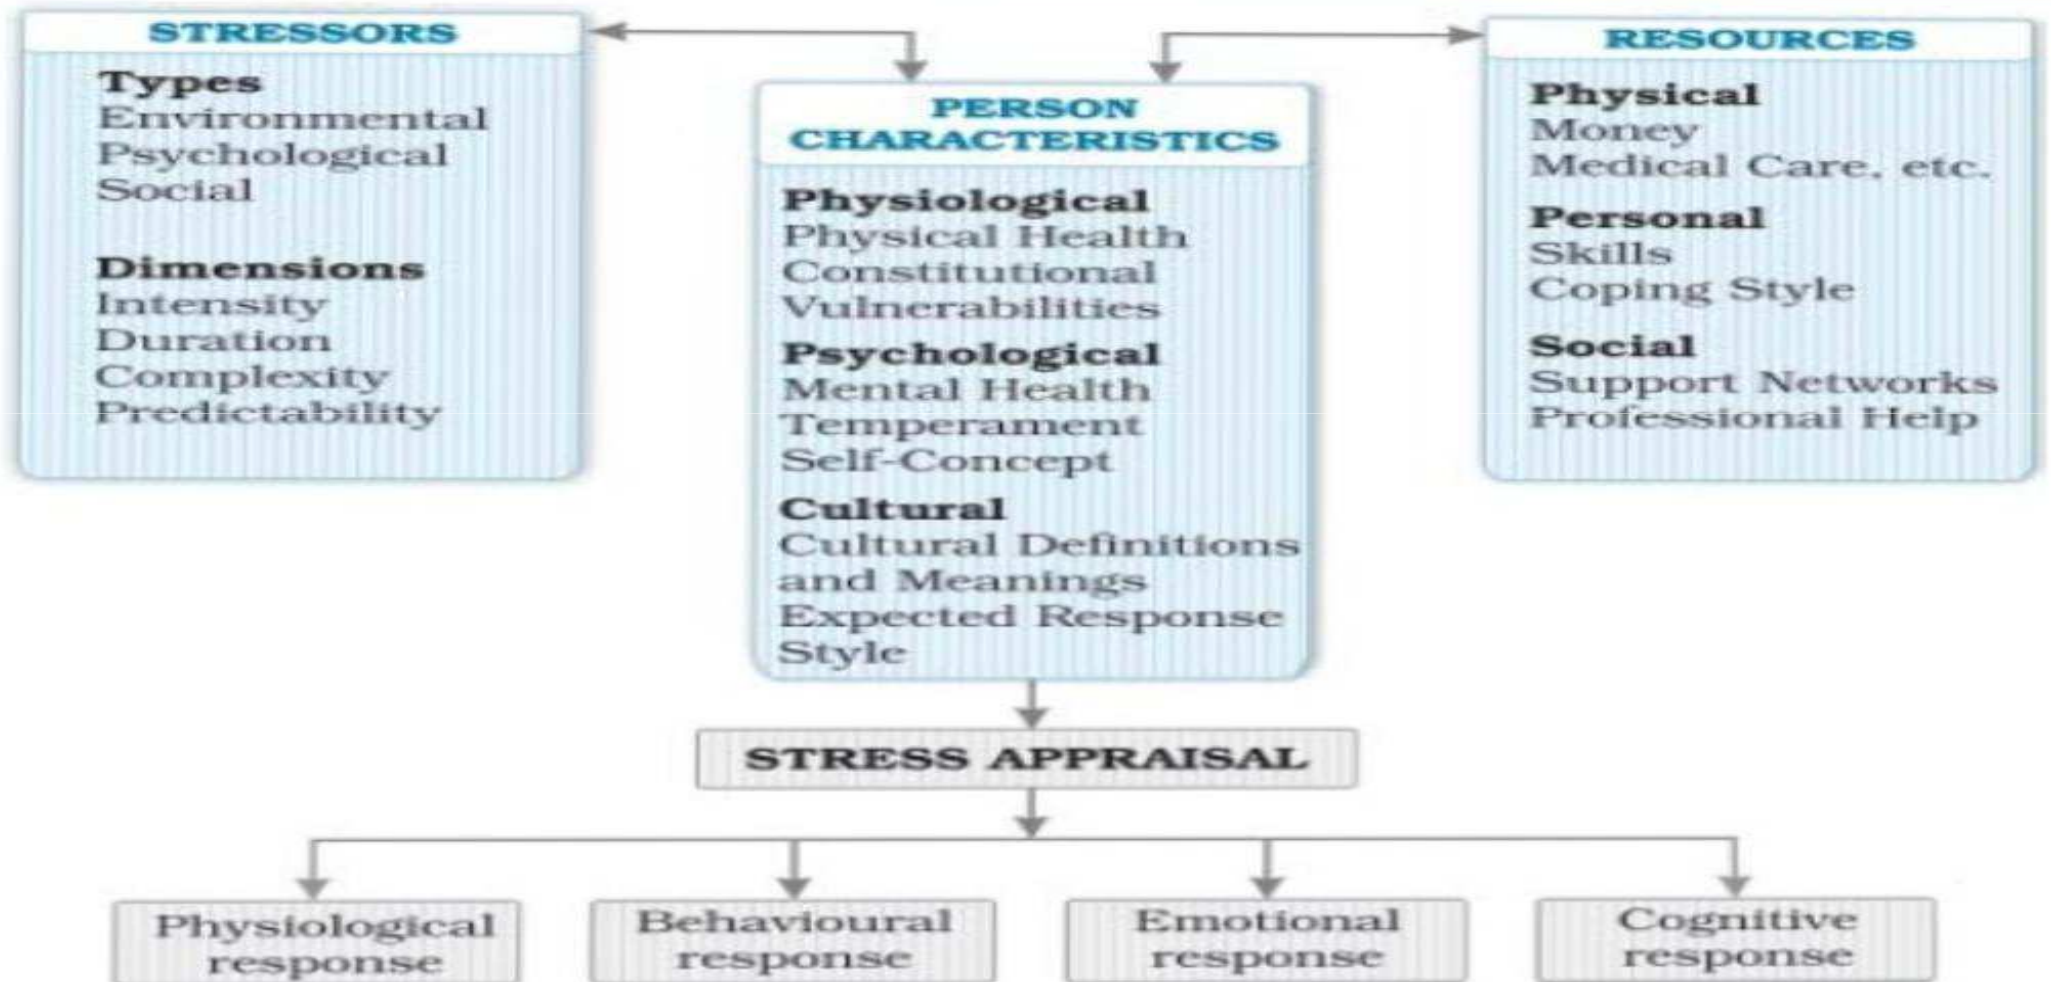 STRESSORS
Types
Environmental
Psychological
Social
Dimensions
Intensity
Duration
Complexity
Predictability
PERSON
CHARACTERISTICS
Physiological
Physical Health
Constitutional
Vulnerabilities
Psychological
Mental Health
Temperament
Self-Concept
Cultural
Cultural Definitions
and Meanings
Expected Response
Style
RESOURCES
Physical
Money
Medical Care, etc.
Personal
Skills
Coping Style
Social
Support Networks
Professional Help
STRESS APPRAISAL
Physiological
response
Behavioural
response
Emotional
response
Cognitive
response